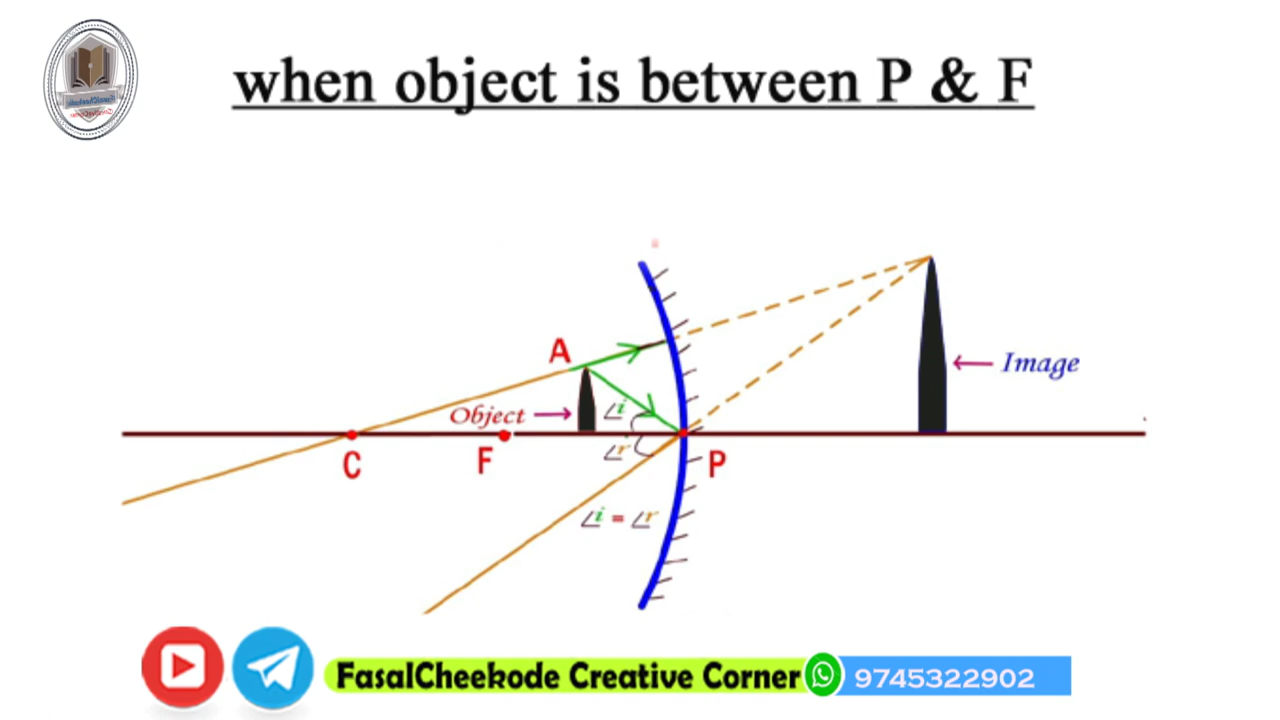 when object is between P & F
A
Object
∠i
Image
∠r
C
F
P
∠i = ∠r
FasalCheekode Creative Corner
9745322902